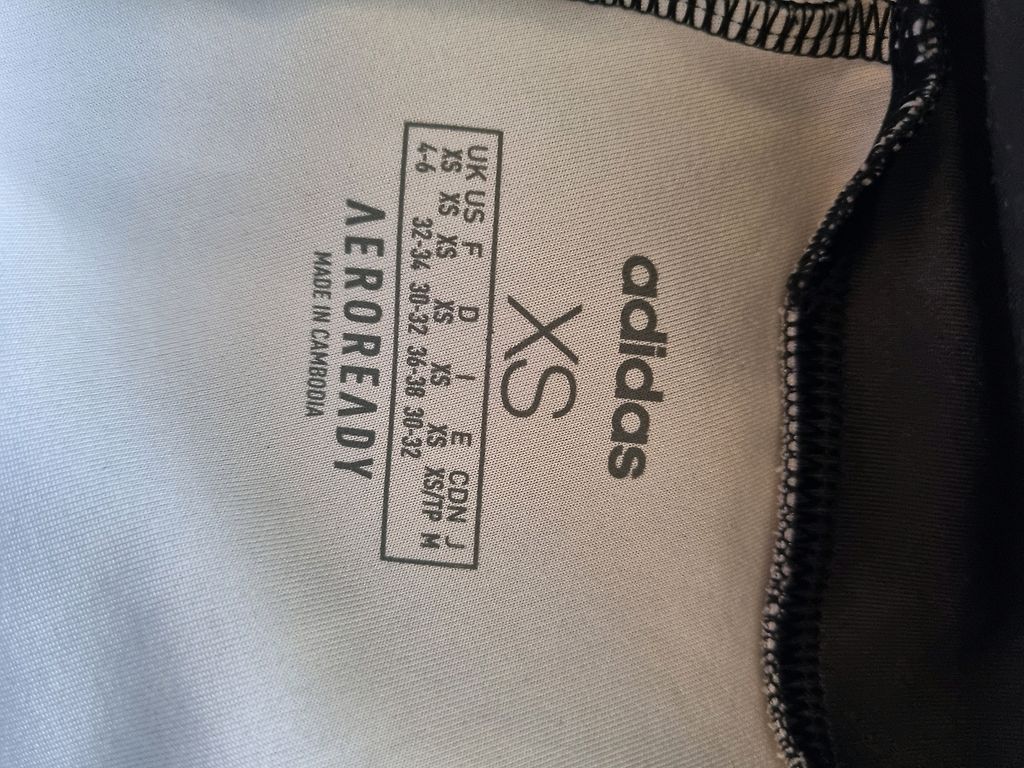 adidas
XS
UK US F D I E CDN J
XS XS XS XS XS XS XS/TP M
4-6 32-34 30-32 36-38 30-32
AEROREADY
MADE IN CAMBODIA